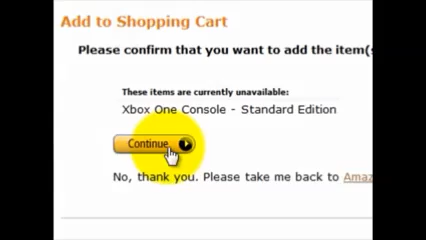 Add to Shopping Cart
Please confirm that you want to add the item(s
These items are currently unavailable:
Xbox One Console - Standard Edition
Continue
No, thank you. Please take me back to Amaz